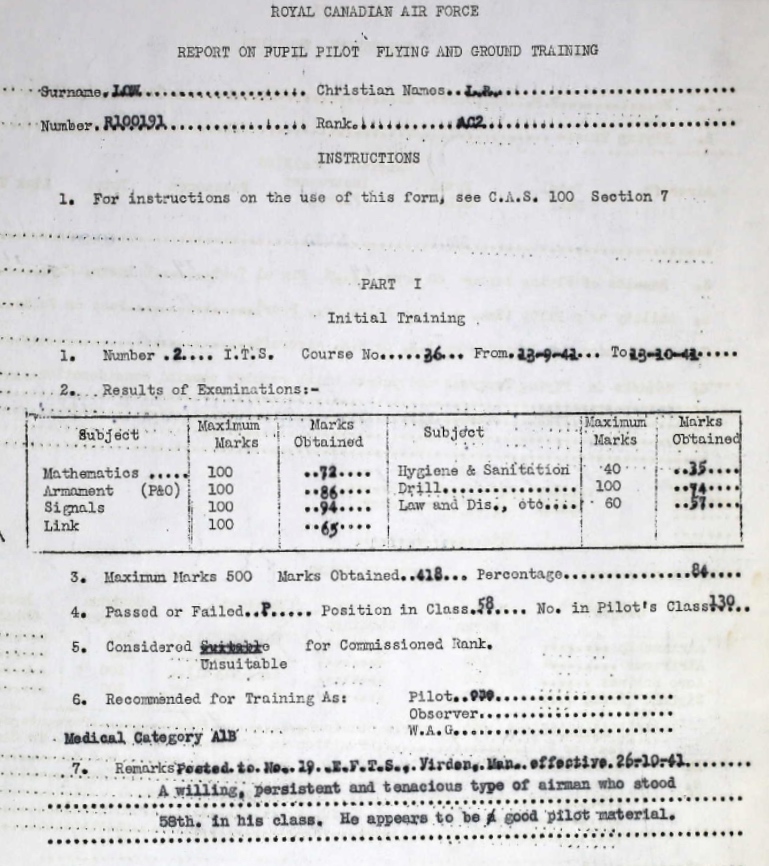 ROYAL CANADIAN AIR FORCE
REPORT ON PUPIL PILOT FLYING AND GROUND TRAINING
Surname. LOW Christian Names.. L.R.
Number. R100191 Rank. AC2
INSTRUCTIONS
1. For instructions on the use of this form, see C.A.S. 100 Section 7
PART I
Initial Training
1. Number .2.... I.T.S. Course No.....36... From.13-9-41... To 13-10-41.....
2. Results of Examinations:-
Subject Maximum Marks Marks Obtained Subject Maximum Marks Marks Obtained
Mathematics ..... 100 ..72.... Hygiene & Sanitation 40 ..35....
Armament (P&O) 100 ..86.... Drill............... 100 ..74....
Signals 100 ..94.... Law and Dis., etc..... 60 ..57....
Link 100 ..65....
3. Maximum Marks 500 Marks Obtained..418... Percentage..............84....
4. Passed or Failed..P..... Position in Class.58.... No. in Pilot's Class.130..
5. Considered Suitable for Commissioned Rank.
Unsuitable
6. Recommended for Training As: Pilot..
Observer.......................
W.A.G..........................
Medical Category A1B
7. Remarks Posted to No. 19. E.F.T.S., Virden, Man. effective 26-10-41.........
A willing, persistent and tenacious type of airman who stood
58th. in his class. He appears to be a good pilot material.